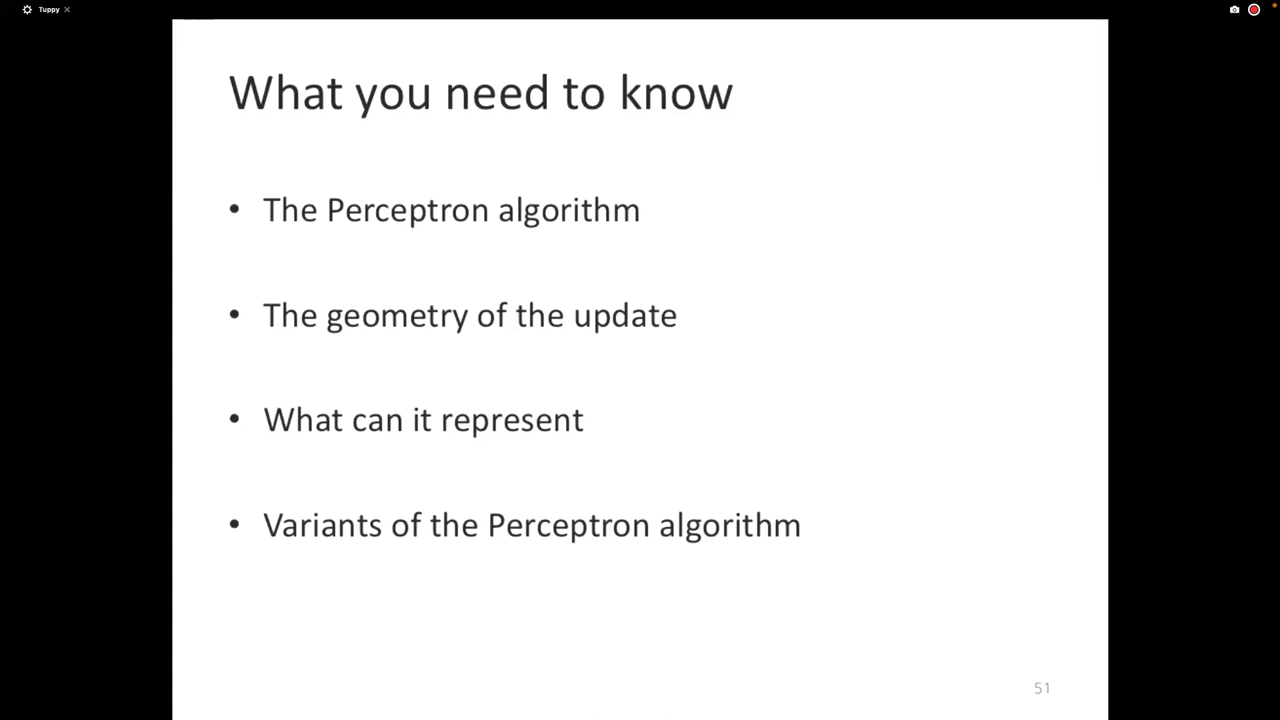 Tuppy
What you need to know
• The Perceptron algorithm
• The geometry of the update
• What can it represent
• Variants of the Perceptron algorithm
51